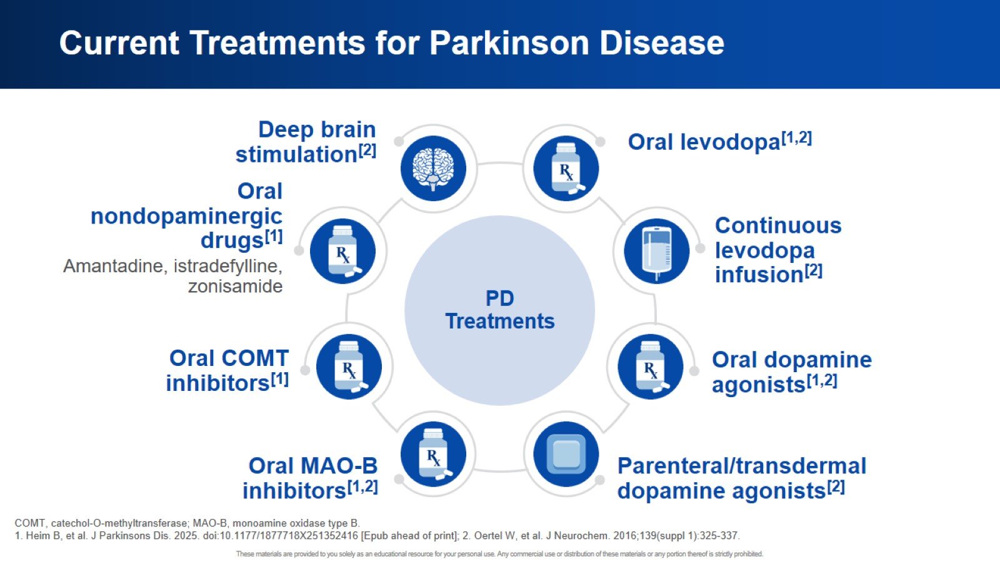 Current Treatments for Parkinson Disease
Deep brain
stimulation[2]
Oral levodopa[1,2]
Oral
nondopaminergic
drugs[1]
Amantadine, istradefylline,
zonisamide
Continuous
levodopa
infusion[2]
PD
Treatments
Oral COMT
inhibitors[1]
Oral dopamine
agonists[1,2]
Oral MAO-B
inhibitors[1,2]
Parenteral/transdermal
dopamine agonists[2]
Rx
Rx
Rx
Rx
Rx
COMT, catechol-O-methyltransferase; MAO-B, monoamine oxidase type B.
1. Heim B, et al. J Parkinsons Dis. 2025. doi:10.1177/1877718X251352416 [Epub ahead of print]; 2. Oertel W, et al. J Neurochem. 2016;139(suppl 1):325-337.
These materials are provided to you solely as an educational resource for your personal use. Any commercial use or distribution of these materials or any portion thereof is strictly prohibited.